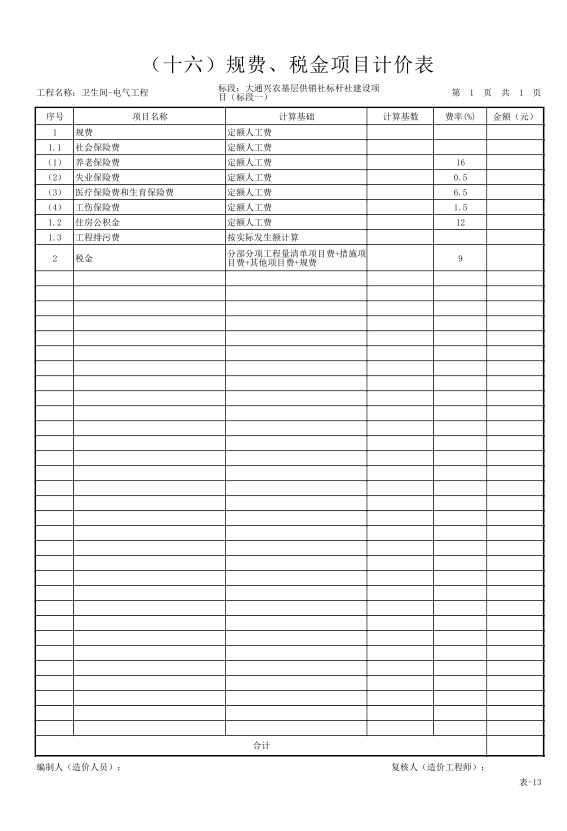 （十六）规费、税金项目计价表
工程名称: 卫生间-电气工程
标段: 大通兴农基层供销社标杆社建设项
目（标段一）
第 1 页 共 1 页
序号 项目名称 计算基础 计算基数 费率(%) 金额（元）
1 规费 定额人工费
1.1 社会保险费 定额人工费
（1） 养老保险费 定额人工费 16
（2） 失业保险费 定额人工费 0.5
（3） 医疗保险费和生育保险费 定额人工费 6.5
（4） 工伤保险费 定额人工费 1.5
1.2 住房公积金 定额人工费 12
1.3 工程排污费 按实际发生额计算
2 税金 分部分项工程量清单项目费+措施项 9
目费+其他项目费+规费
合计
编制人（造价人员）; 复核人（造价工程师）;
表-13